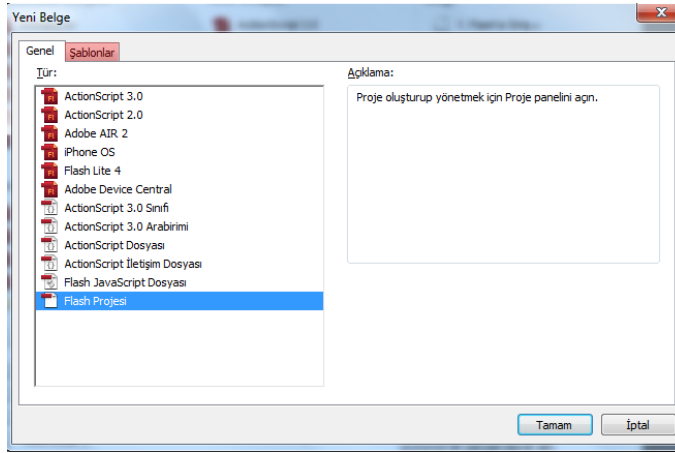 Yeni Belge
Genel
Şablonlar
Tür:
ActionScript 3.0
ActionScript 2.0
Adobe AIR 2
iPhone OS
Flash Lite 4
Adobe Device Central
ActionScript 3.0 Sınıfı
ActionScript 3.0 Arabirimi
ActionScript Dosyası
ActionScript İletişim Dosyası
Flash JavaScript Dosyası
Flash Projesi
Açıklama:
Proje oluşturup yönetmek için Proje panelini açın.
Tamam
İptal